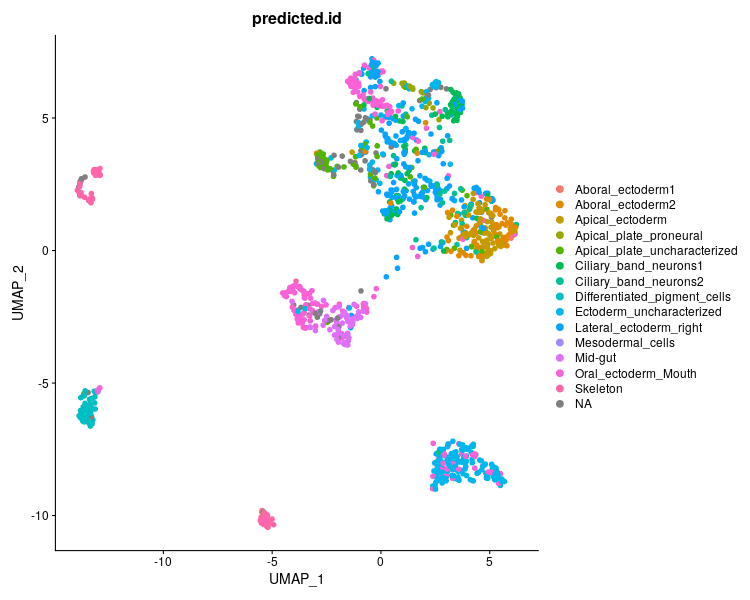 predicted.id
UMAP_2
5
0
-5
-10
-10
-5
0
5
UMAP_1
Aboral_ectoderm1
Aboral_ectoderm2
Apical_ectoderm
Apical_plate_proneural
Apical_plate_uncharacterized
Ciliary_band_neurons1
Ciliary_band_neurons2
Differentiated_pigment_cells
Ectoderm_uncharacterized
Lateral_ectoderm_right
Mesodermal_cells
Mid-gut
Oral_ectoderm_Mouth
Skeleton
NA